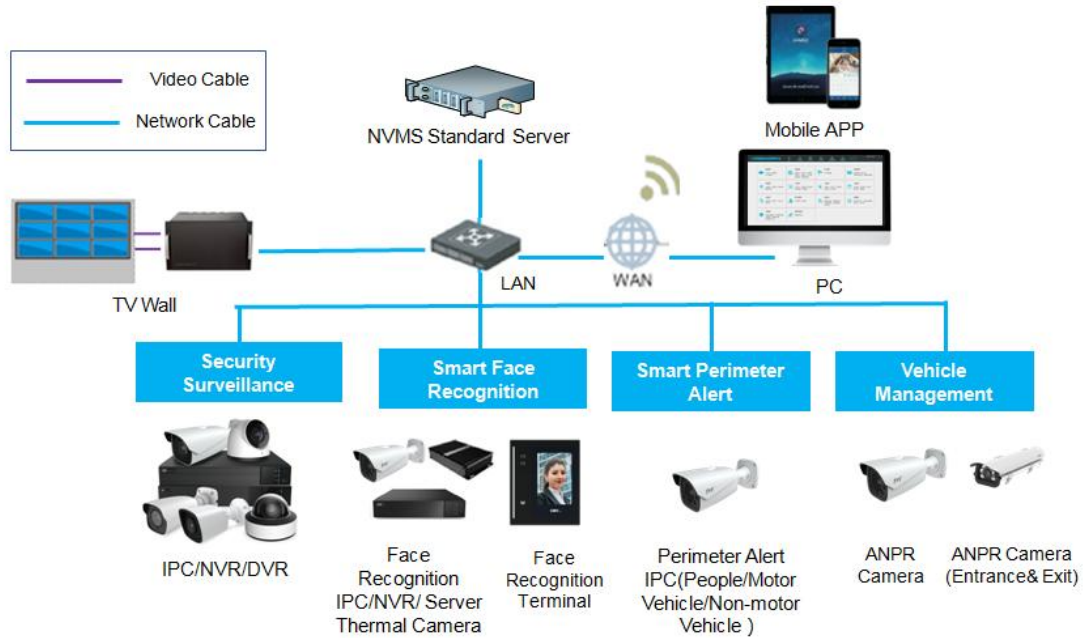 Video Cable
Network Cable
NVMS Standard Server
Mobile APP
TV Wall
LAN
WAN
PC
Security
Surveillance
Smart Face
Recognition
Smart Perimeter
Alert
Vehicle
Management
IPC/NVR/DVR
Face
Recognition
IPC/NVR/ Server
Thermal Camera
Face
Recognition
Terminal
Perimeter Alert
IPC(People/Motor
Vehicle/Non-motor
Vehicle )
ANPR
Camera
ANPR Camera
(Entrance& Exit)